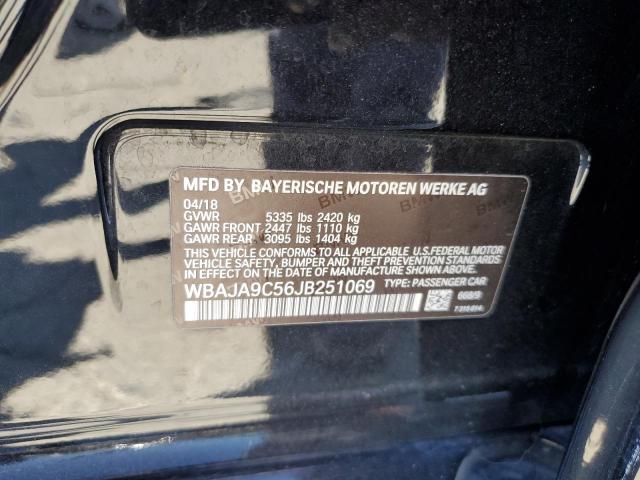 MFD BY BAYERISCHE MOTOREN WERKE AG
04/18
GVWR 5335 lbs 2420 kg
GAWR FRONT 2447 lbs 1110 kg
GAWR REAR 3095 lbs 1404 kg
THIS VEHICLE CONFORMS TO ALL APPLICABLE U.S.FEDERAL MOTOR
VEHICLE SAFETY, BUMPER, AND THEFT PREVENTION STANDARDS
IN EFFECT ON THE DATE OF MANUFACTURE SHOWN ABOVE.
WBAJA9C56JB251069 TYPE: PASSENGER CAR